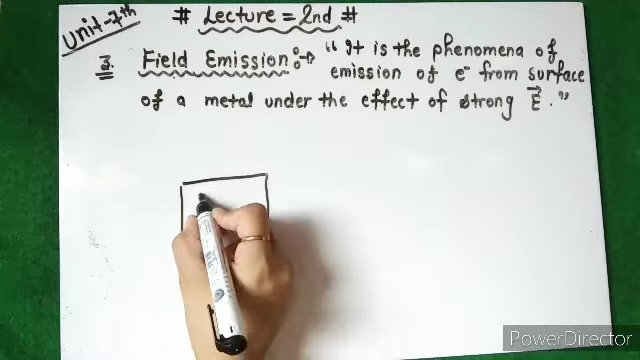 Unit-7th
# Lecture = 2nd #
3. Field Emission :→ "It is the phenomena of
emission of e⁻ from surface
of a metal under the effect of strong E⃗ ."
PowerDirector